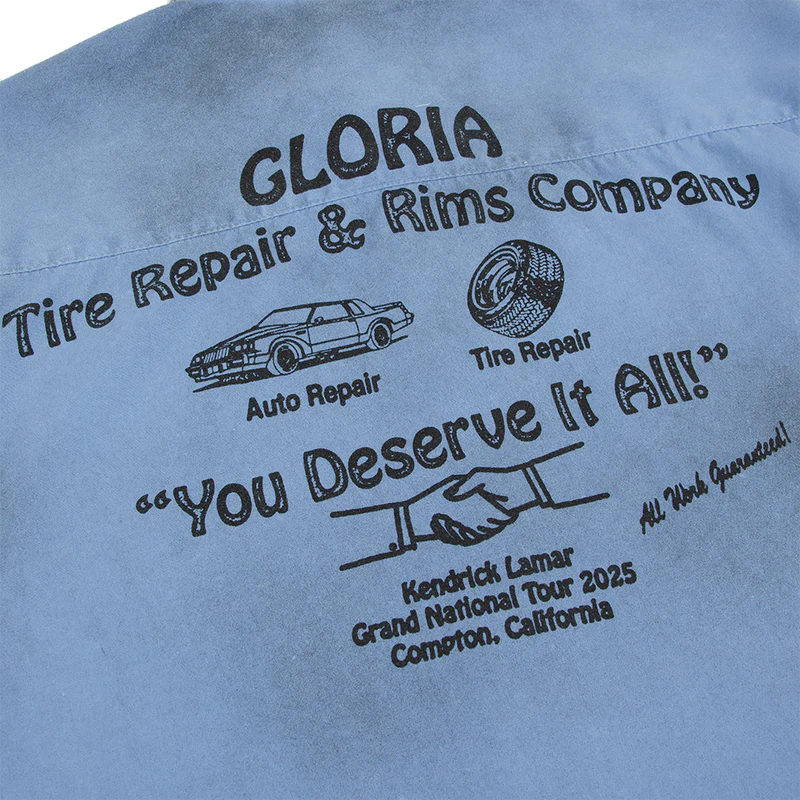 GLORIA
Tire Repair & Rims Company
Auto Repair
Tire Repair
“You Deserve It All!”
All Work Guaranteed!
Kendrick Lamar
Grand National Tour 2025
Compton, California